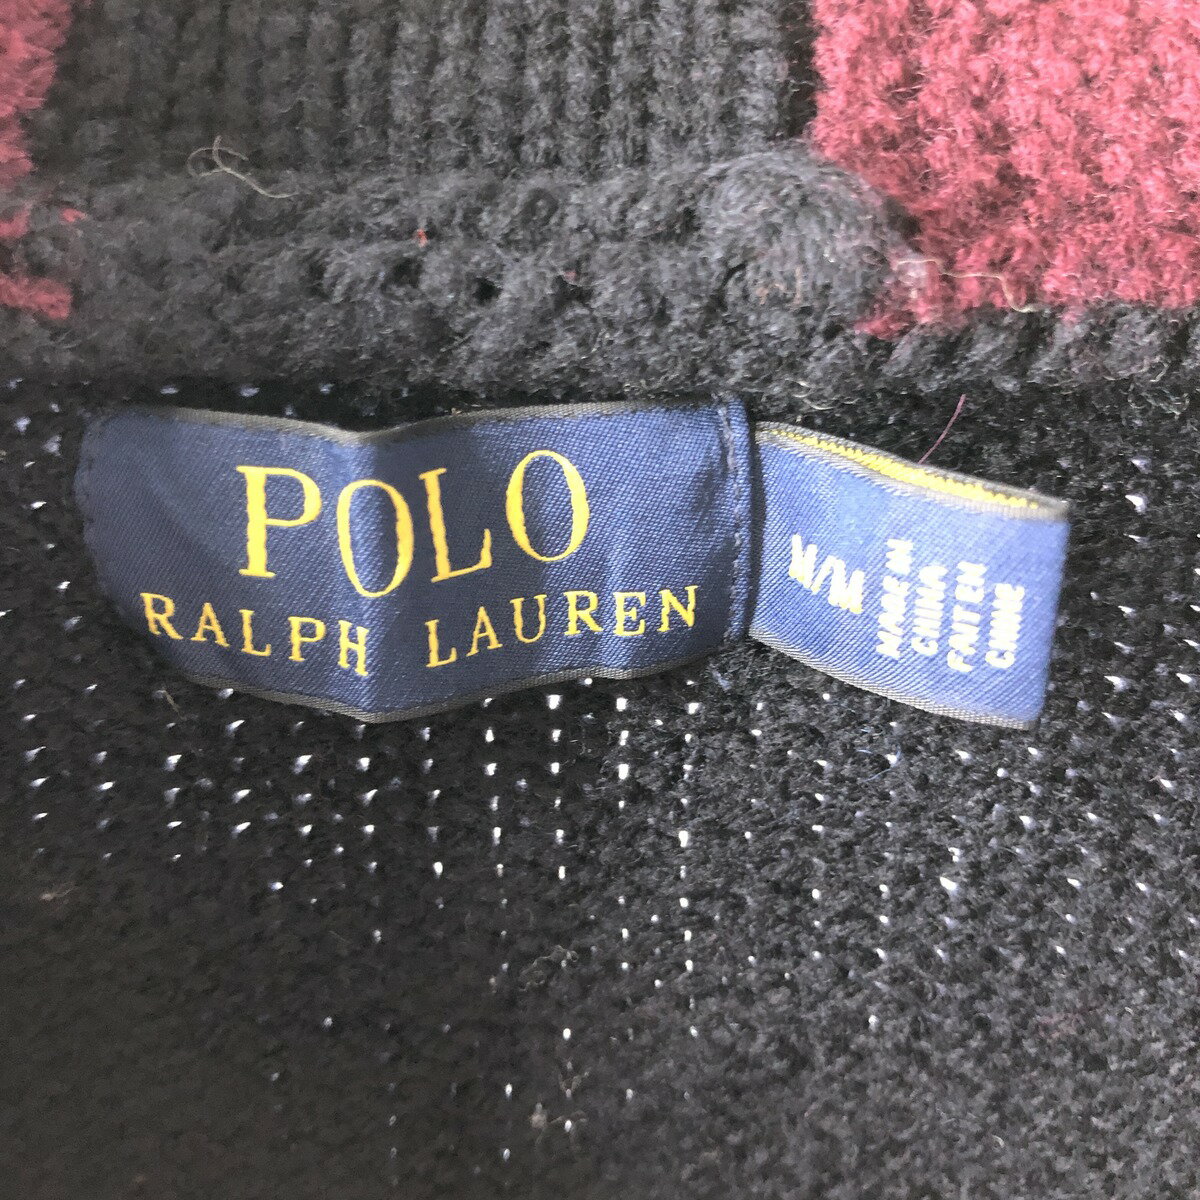 POLO
RALPH LAUREN
M/M
MADE IN
CHINA
FAIT EN
CHINE